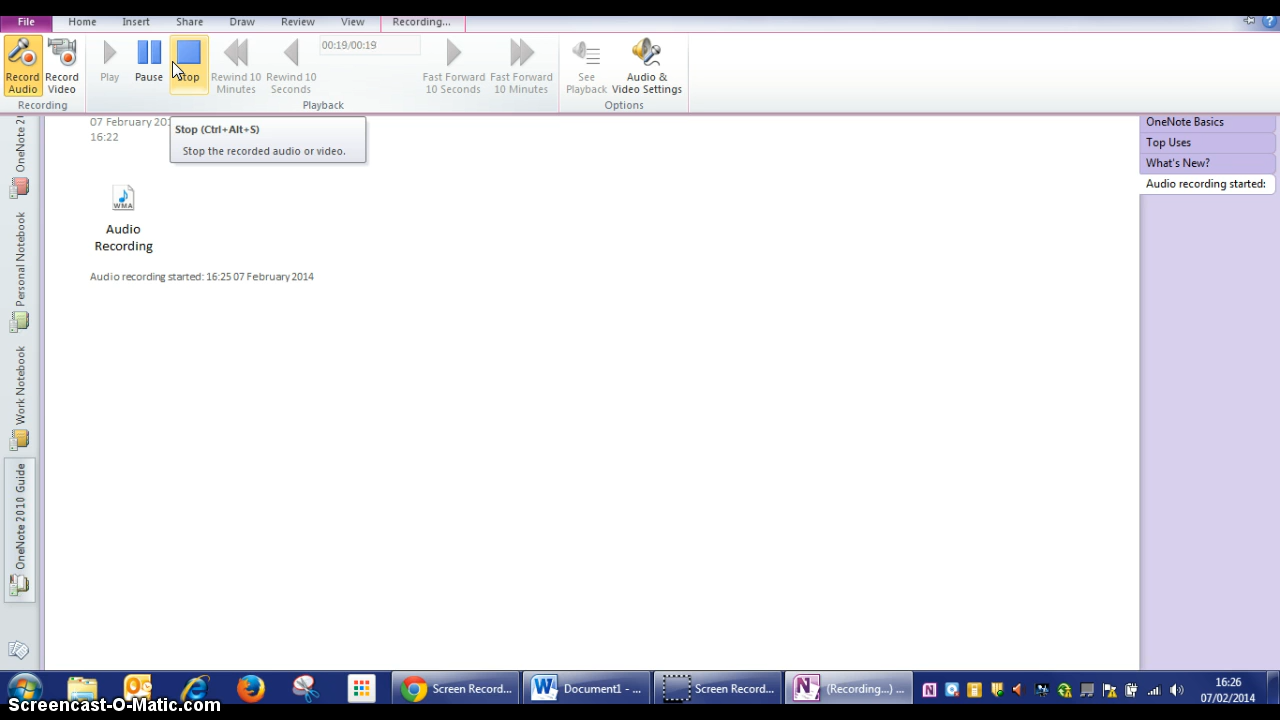 File Home Insert Share Draw Review View Recording...
00:19/00:19
Record Audio
Record Video
Play
Pause
Stop
Rewind 10 Minutes
Rewind 10 Seconds
Fast Forward 10 Seconds
Fast Forward 10 Minutes
See Playback
Audio & Video Settings
Recording
Playback
Options
07 February 201
16:22
Stop (Ctrl+Alt+S)
Stop the recorded audio or video.
WMA
Audio
Recording
Audio recording started: 16:25 07 February 2014
OneNote Basics
Top Uses
What's New?
Audio recording started:
OneNote 2
Personal Notebook
Work Notebook
OneNote 2010 Guide
Screen Record...
Document1 - ...
Screen Record...
(Recording...) ...
16:26
07/02/2014
Screencast-O-Matic.com